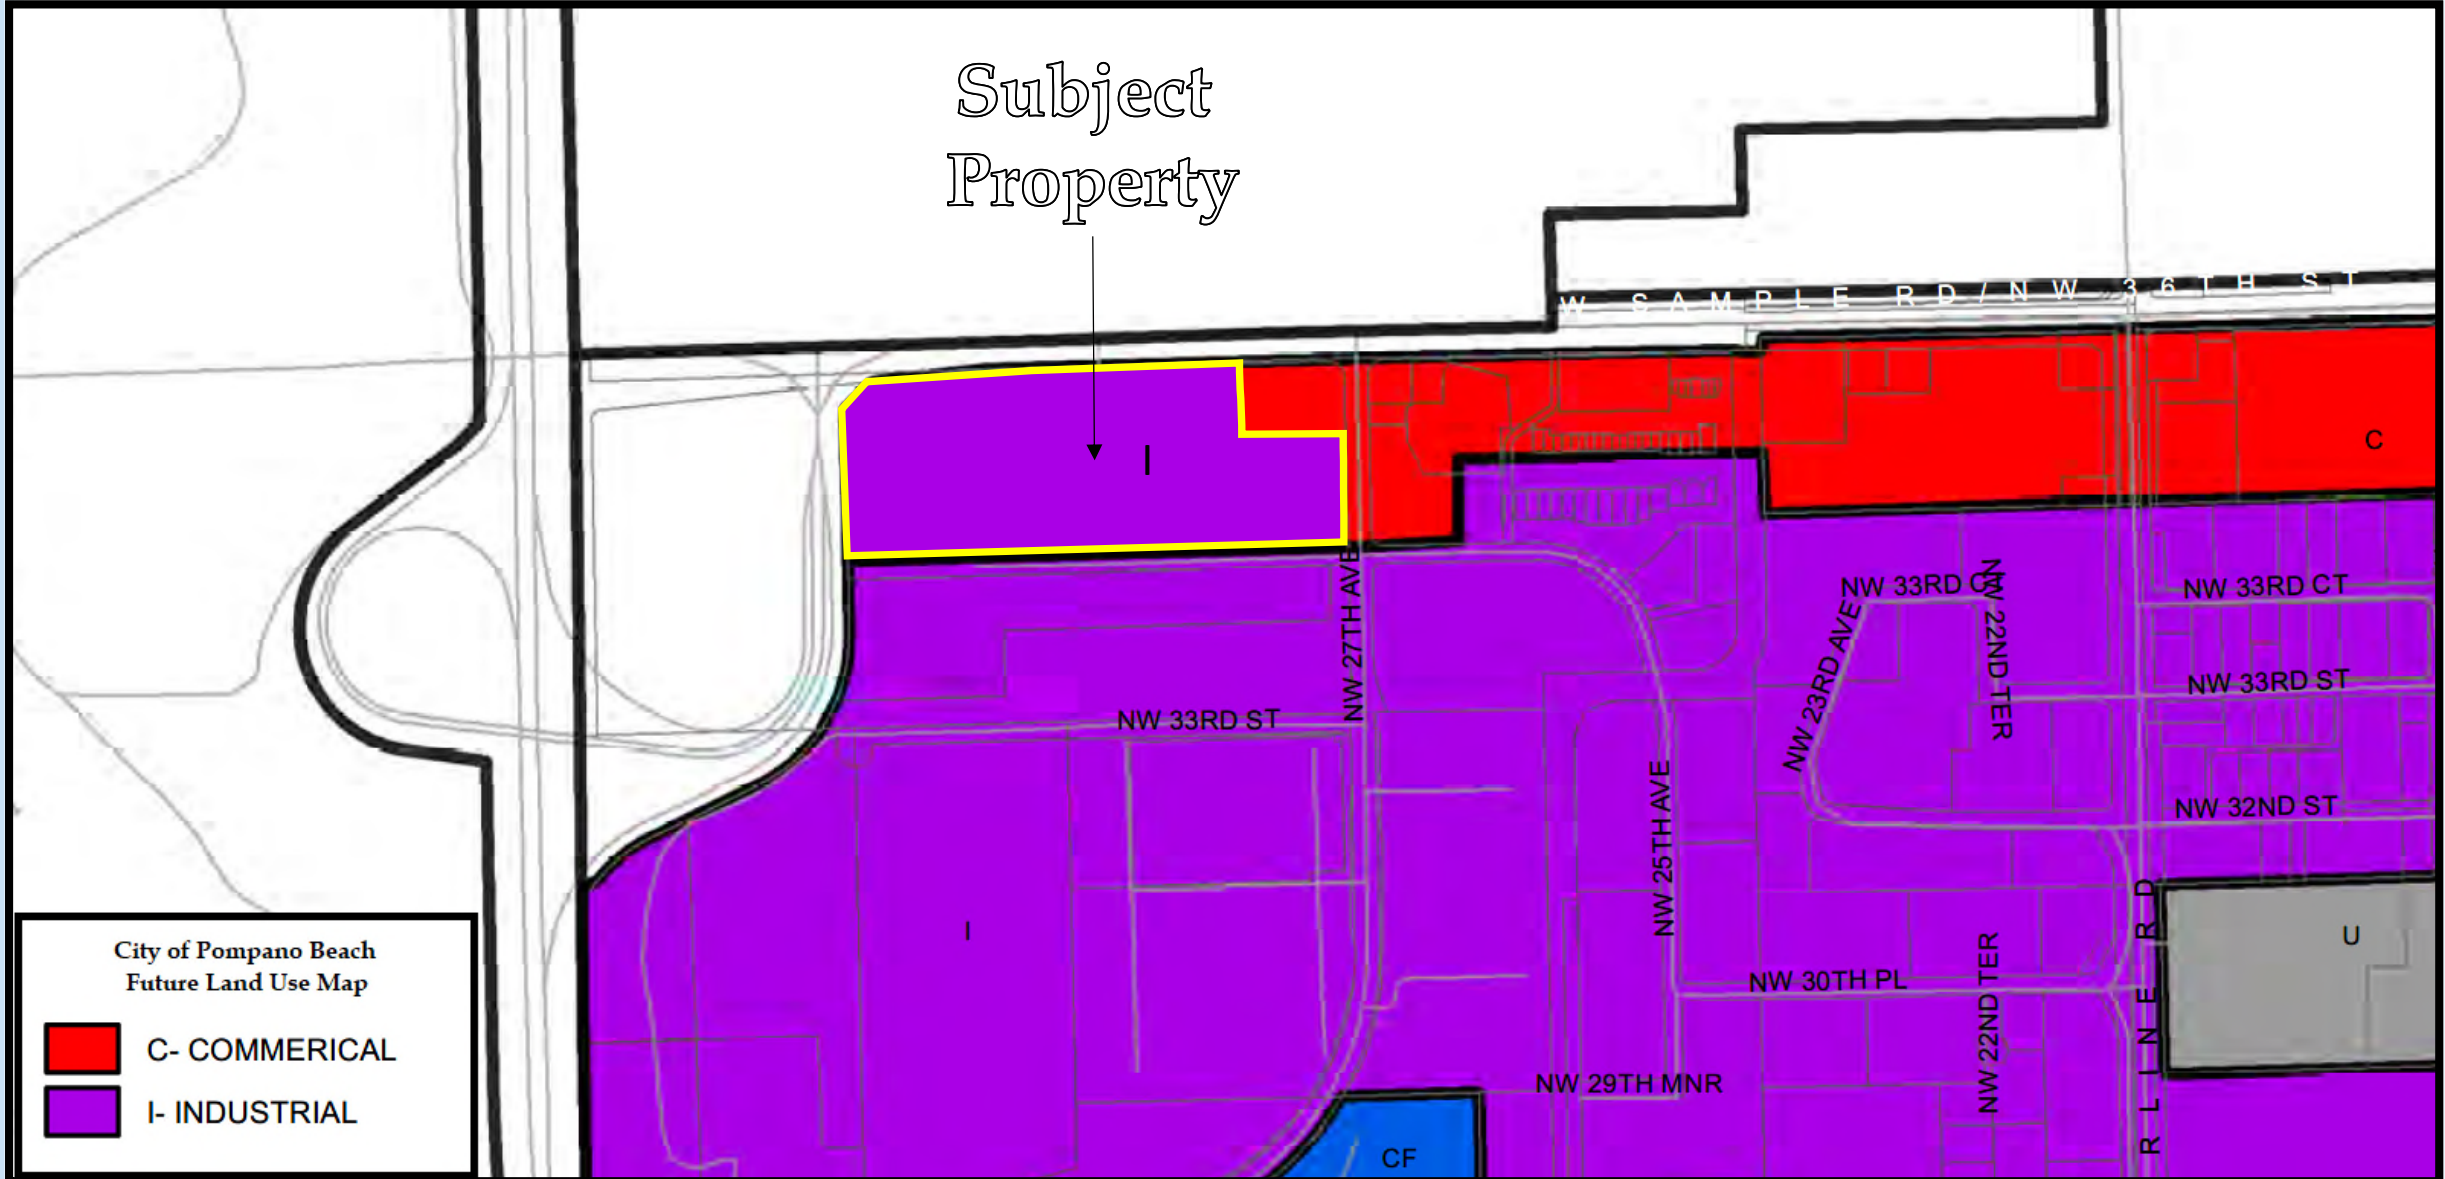 Subject
Property
W SAMPLE RD/NW 36TH ST
I
C
NW 27TH AVE
NW 33RD C
NW 22ND TER
NW 33RD CT
NW 23RD AVE
NW 33RD ST
NW 33RD ST
NW 32ND ST
NW 25TH AVE
I
U
NW 30TH PL
NW 22ND TER
RLINE RD
NW 29TH MNR
CF
City of Pompano Beach
Future Land Use Map
C- COMMERICAL
I- INDUSTRIAL